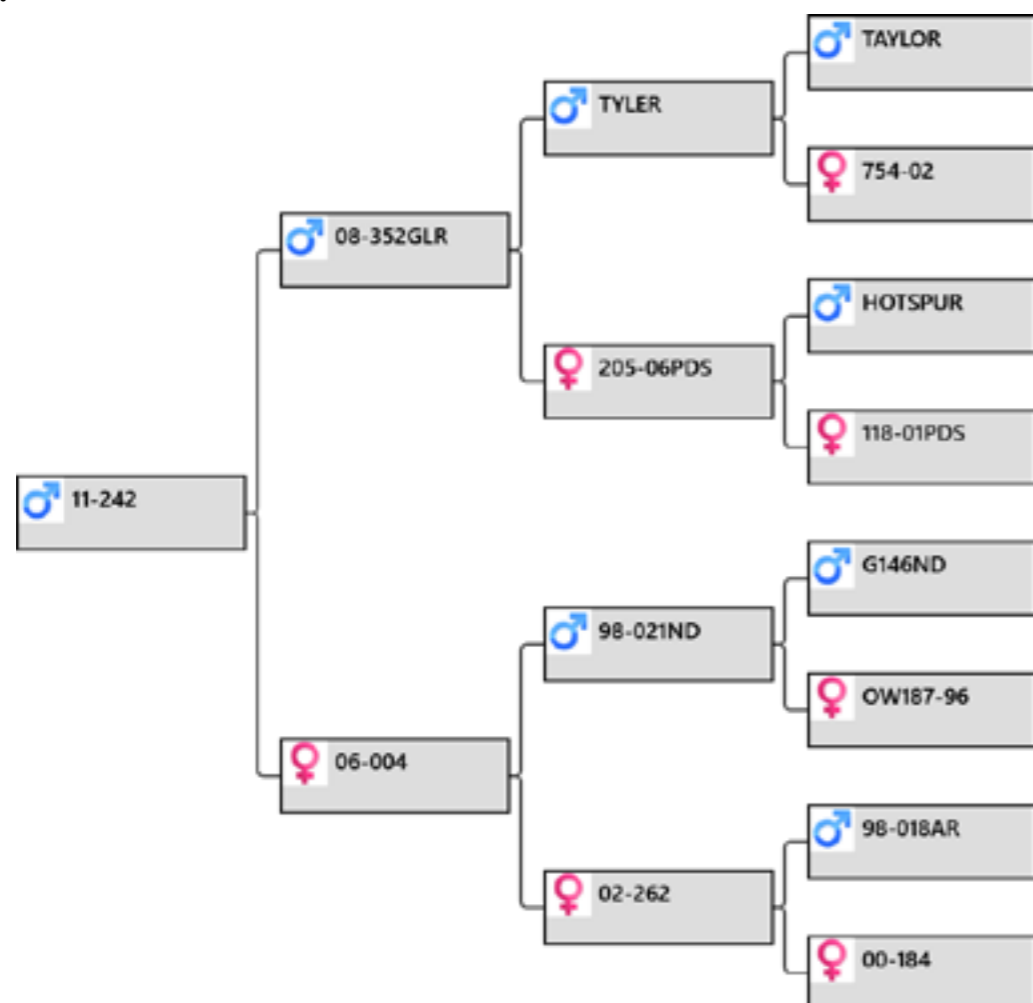 TAYLOR
TYLER
754-02
08-352GLR
HOTSPUR
205-06PDS
118-01PDS
11-242
G146ND
98-021ND
OW187-96
06-004
98-018AR
02-262
00-184